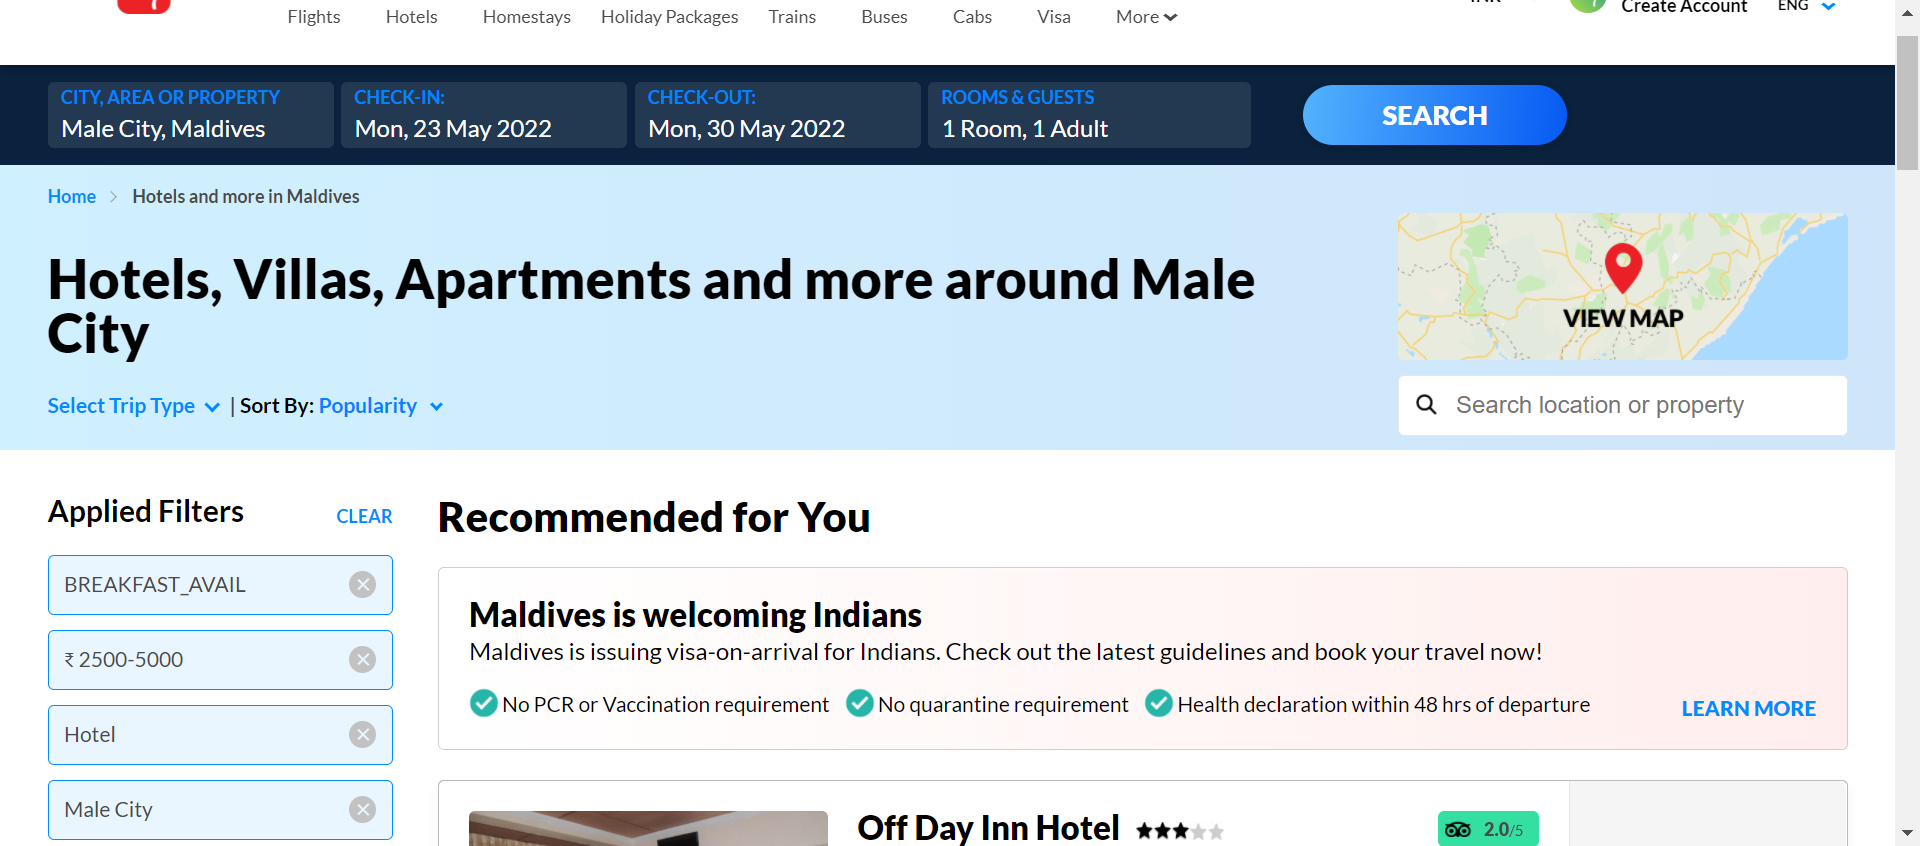 Flights Hotels Homestays Holiday Packages Trains Buses Cabs Visa More
Create Account ENG
CITY, AREA OR PROPERTY
Male City, Maldives
CHECK-IN:
Mon, 23 May 2022
CHECK-OUT:
Mon, 30 May 2022
ROOMS & GUESTS
1 Room, 1 Adult
SEARCH
Home Hotels and more in Maldives
Hotels, Villas, Apartments and more around Male
City
VIEW MAP
Select Trip Type | Sort By: Popularity
Search location or property
Applied Filters
CLEAR
BREAKFAST_AVAIL
₹ 2500-5000
Hotel
Male City
Recommended for You
Maldives is welcoming Indians
Maldives is issuing visa-on-arrival for Indians. Check out the latest guidelines and book your travel now!
No PCR or Vaccination requirement No quarantine requirement Health declaration within 48 hrs of departure
LEARN MORE
Off Day Inn Hotel
2.0/5